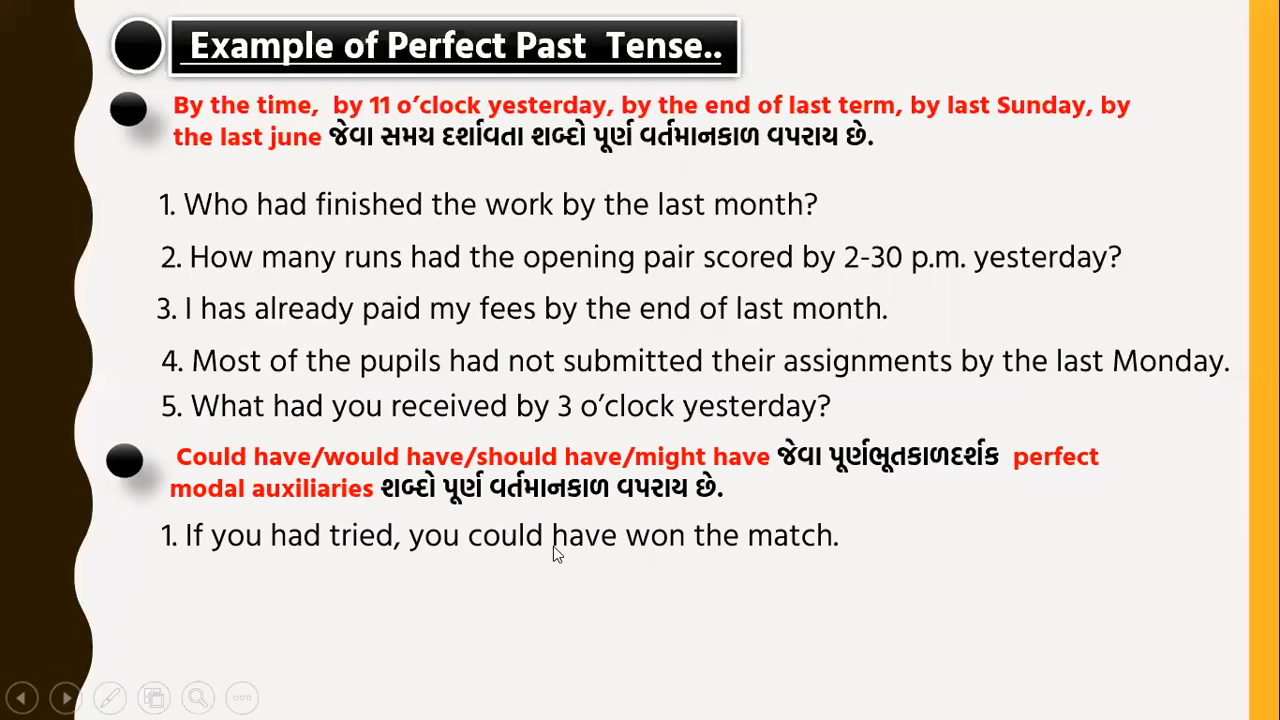 Example of Perfect Past Tense..
By the time, by 11 o’clock yesterday, by the end of last term, by last Sunday, by
the last june જેવા સમય દર્શાવતા શબ્દો પૂર્ણ વર્તમાનકાળ વપરાય છે.
1. Who had finished the work by the last month?
2. How many runs had the opening pair scored by 2-30 p.m. yesterday?
3. I has already paid my fees by the end of last month.
4. Most of the pupils had not submitted their assignments by the last Monday.
5. What had you received by 3 o’clock yesterday?
Could have/would have/should have/might have જેવા પૂર્ણભૂતકાળદર્શક perfect
modal auxiliaries શબ્દો પૂર્ણ વર્તમાનકાળ વપરાય છે.
1. If you had tried, you could have won the match.